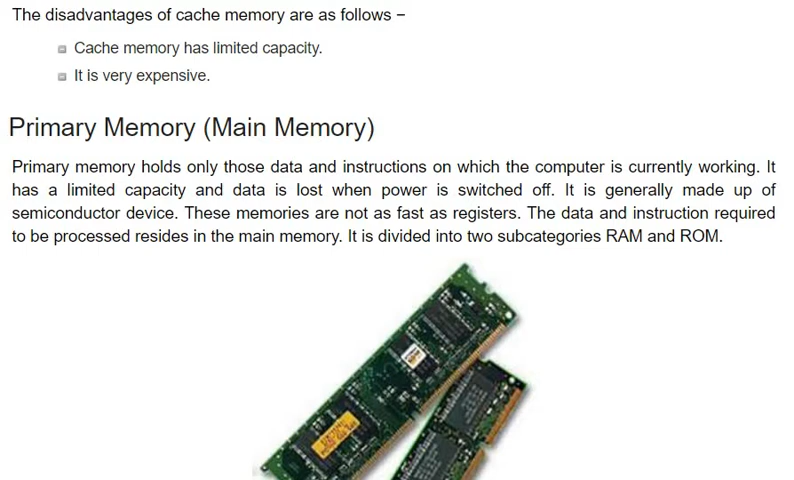 The disadvantages of cache memory are as follows −
Cache memory has limited capacity.
It is very expensive.
Primary Memory (Main Memory)
Primary memory holds only those data and instructions on which the computer is currently working. It
has a limited capacity and data is lost when power is switched off. It is generally made up of
semiconductor device. These memories are not as fast as registers. The data and instruction required
to be processed resides in the main memory. It is divided into two subcategories RAM and ROM.